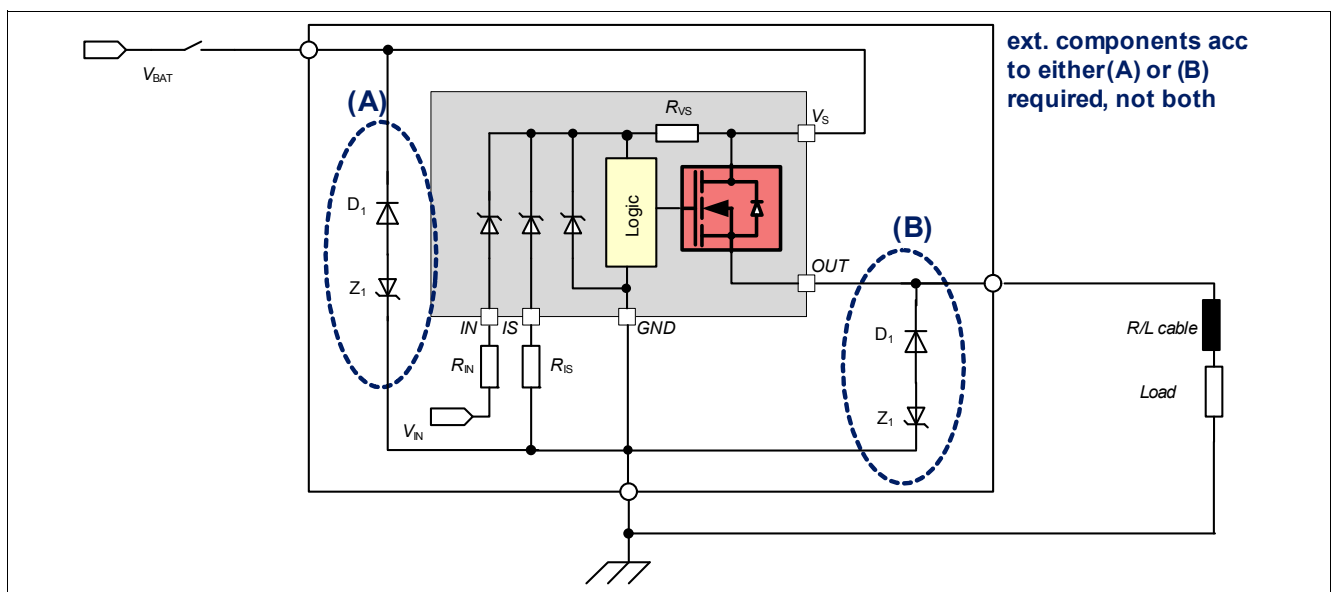 ext. components acc
to either (A) or (B)
required, not both
VBAT
(A)
RVS
VS
D1
Z1
Logic
(B)
OUT
IN
IS
GND
RIN
RIS
VIN
D1
Z1
R/L cable
Load